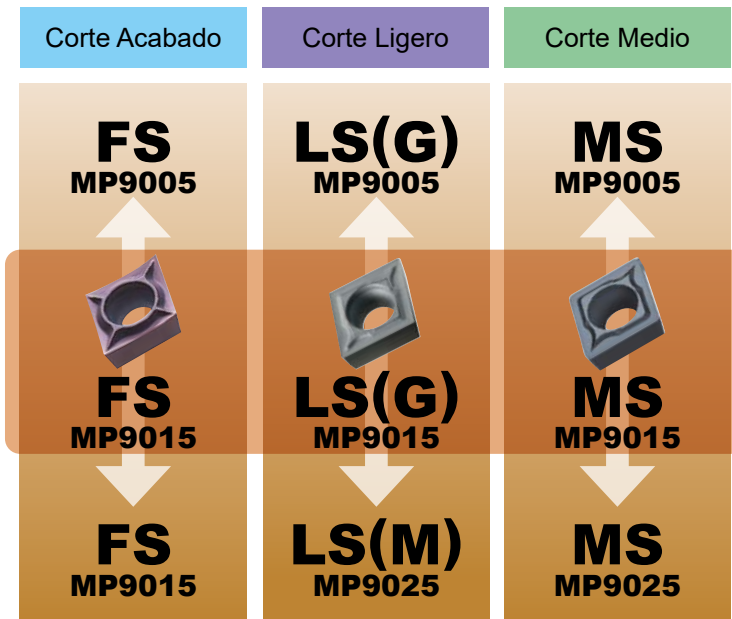 Corte Acabado
Corte Ligero
Corte Medio
FS
MP9005
LS(G)
MP9005
MS
MP9005
FS
MP9015
LS(G)
MP9015
MS
MP9015
FS
MP9015
LS(M)
MP9025
MS
MP9025